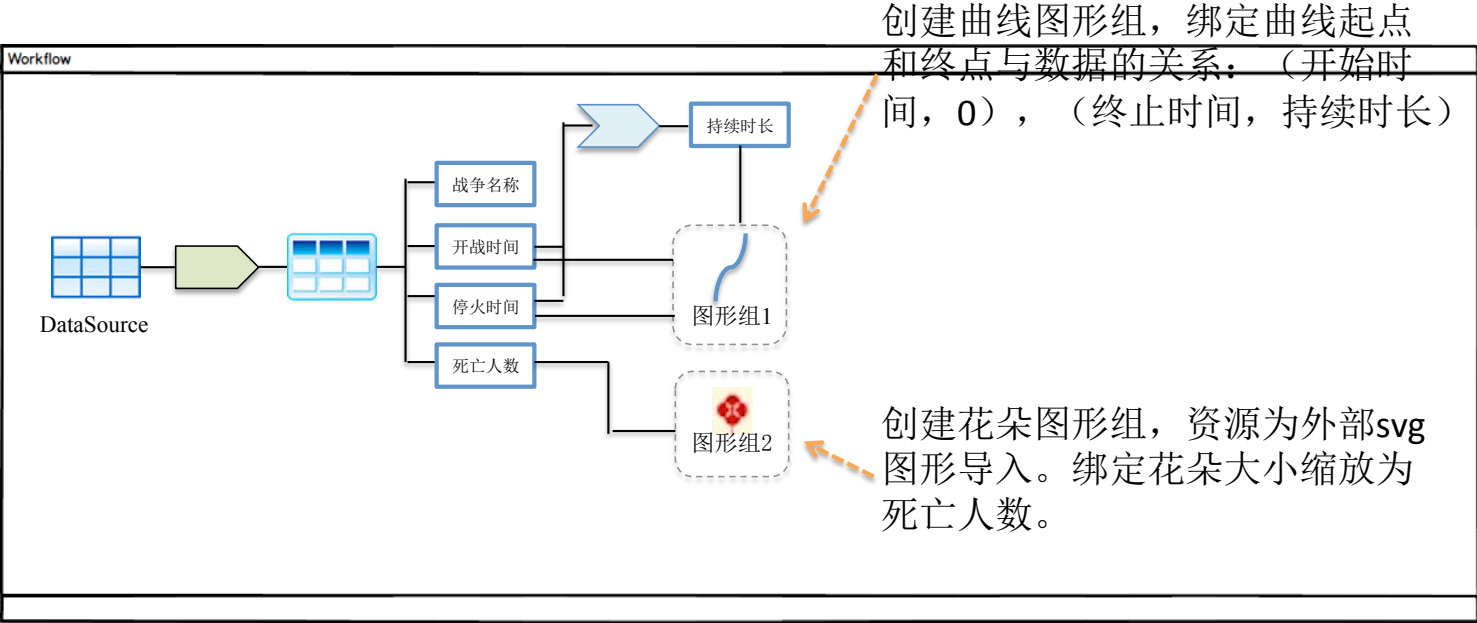 创建曲线图形组，绑定曲线起点
和终点与数据的关系：（开始时
间，0），（终止时间，持续时长）
Workflow
持续时长
战争名称
开战时间
停火时间
死亡人数
DataSource
图形组1
图形组2
创建花朵图形组，资源为外部svg
图形导入。绑定花朵大小缩放为
死亡人数。